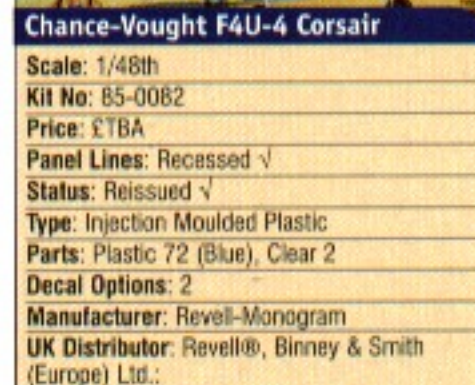 Chance-Vought F4U-4 Corsair
Scale: 1/48th
Kit No: 85-0082
Price: £TBA
Panel Lines: Recessed √
Status: Reissued √
Type: Injection Moulded Plastic
Parts: Plastic 72 (Blue), Clear 2
Decal Options: 2
Manufacturer: Revell-Monogram
UK Distributor: Revell®, Binney & Smith
(Europe) Ltd.: